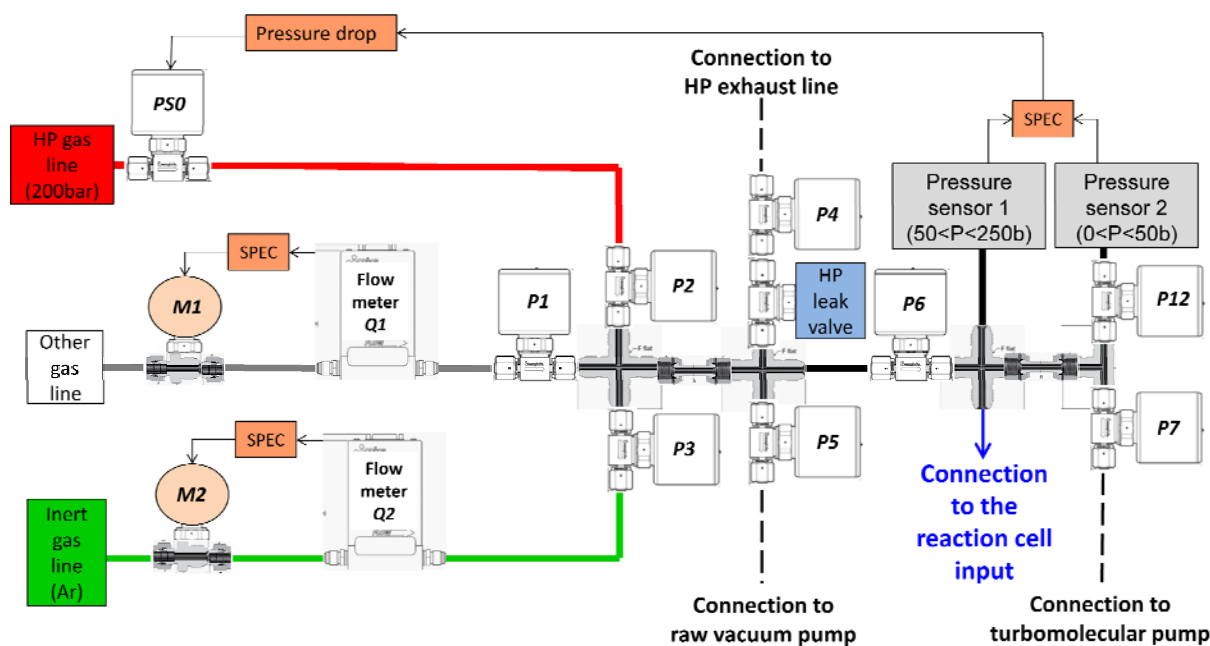 Pressure drop
Connection to
HP exhaust line
PS0
SPEC
HP gas
line
(200bar)
Pressure
sensor 1
(50<P<250b)
Pressure
sensor 2
(0<P<50b)
P4
SPEC
Flow
meter
Q1
M1
P1
P2
HP
leak
valve
P6
P12
Other
gas
line
SPEC
Flow
meter
Q2
M2
P3
P5
P7
Inert
gas
line
(Ar)
Connection
to the
reaction cell
input
Connection to
raw vacuum pump
Connection to
turbomolecular pump